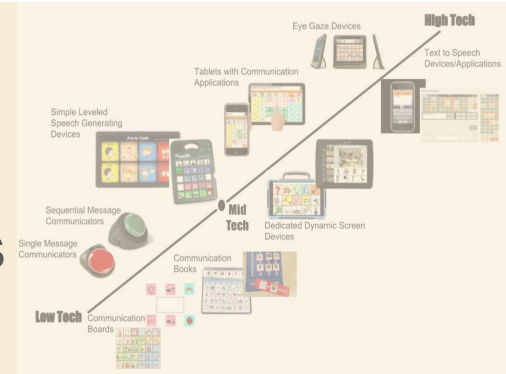 High Tech
Eye Gaze Devices
Text to Speech
Devices/Applications
Tablets with Communication
Applications
Simple Leveled
Speech Generating
Devices
Sequential Message
Communicators
Mid
Tech
Dedicated Dynamic Screen
Devices
Single Message
Communicators
Communication
Books
Low Tech
Communication
Boards
S